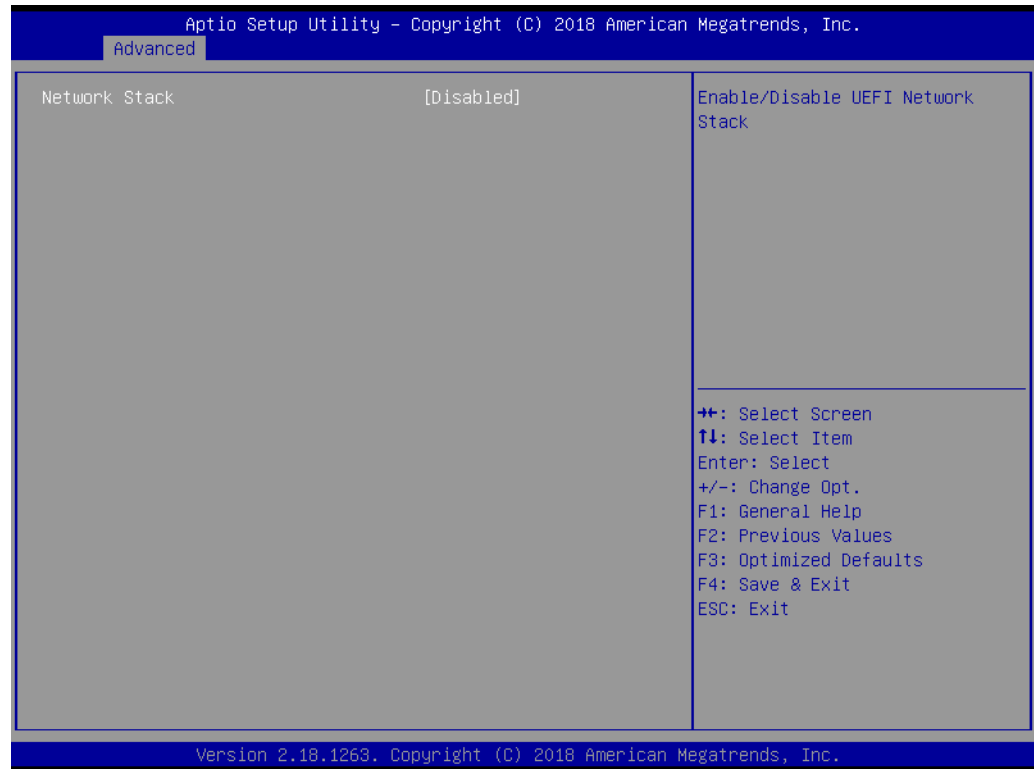 Aptio Setup Utility – Copyright (C) 2018 American Megatrends, Inc.
Advanced
Network Stack [Disabled]
Enable/Disable UEFI Network
Stack
→←: Select Screen
↑↓: Select Item
Enter: Select
+/-: Change Opt.
F1: General Help
F2: Previous Values
F3: Optimized Defaults
F4: Save & Exit
ESC: Exit
Version 2.18.1263. Copyright (C) 2018 American Megatrends, Inc.